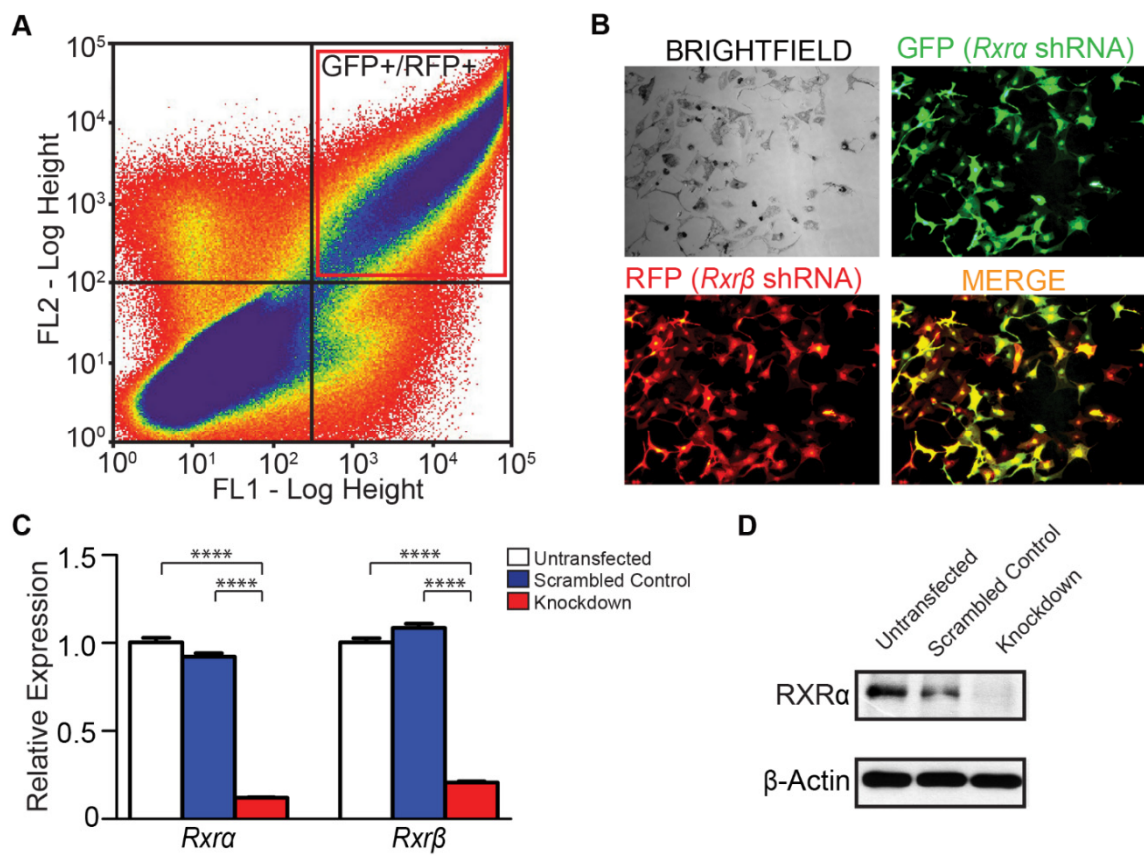 A
10⁵
10⁴
10³
10²
10¹
10⁰
FL2 - Log Height
GFP+/RFP+
10⁰ 10¹ 10² 10³ 10⁴ 10⁵
FL1 - Log Height
B
BRIGHTFIELD
GFP (Rxrα shRNA)
RFP (Rxrβ shRNA)
MERGE
C
1.5
1.0
0.5
0
Relative Expression
****
****
****
****
Rxrα
Rxrβ
Untransfected
Scrambled Control
Knockdown
D
Untransfected
Scrambled Control
Knockdown
RXRα
β-Actin